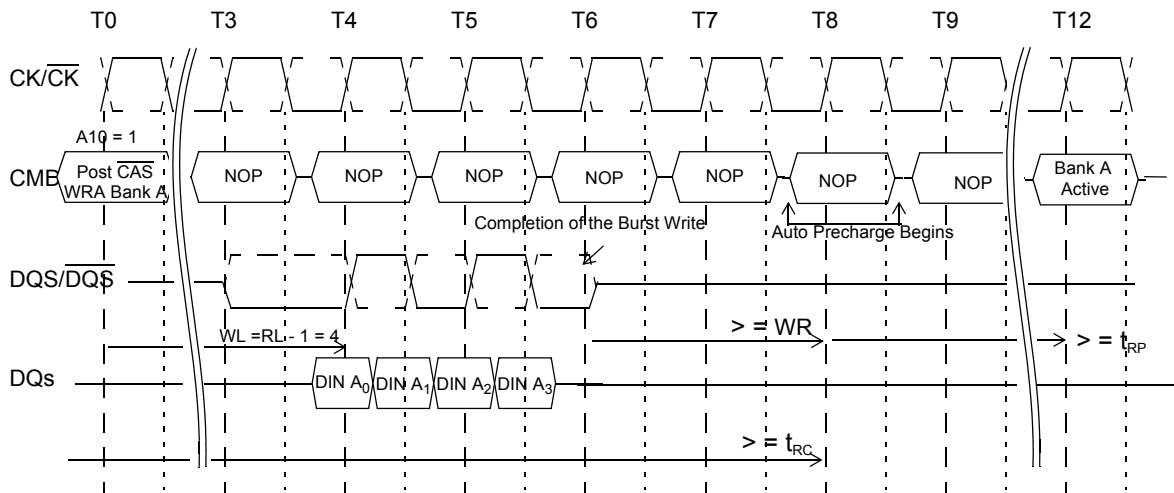 T0 T3 T4 T5 T6 T7 T8 T9 T12
CK/CK
A10 = 1
CMD
Post CAS
WRA Bank A
NOP NOP NOP NOP NOP NOP NOP
Bank A
Active
Completion of the Burst Write
Auto Precharge Begins
DQS/DQS
WL =RL - 1 = 4
> = WR
> = tRP
DQs
DIN A0 DIN A1 DIN A2 DIN A3
> = tRC